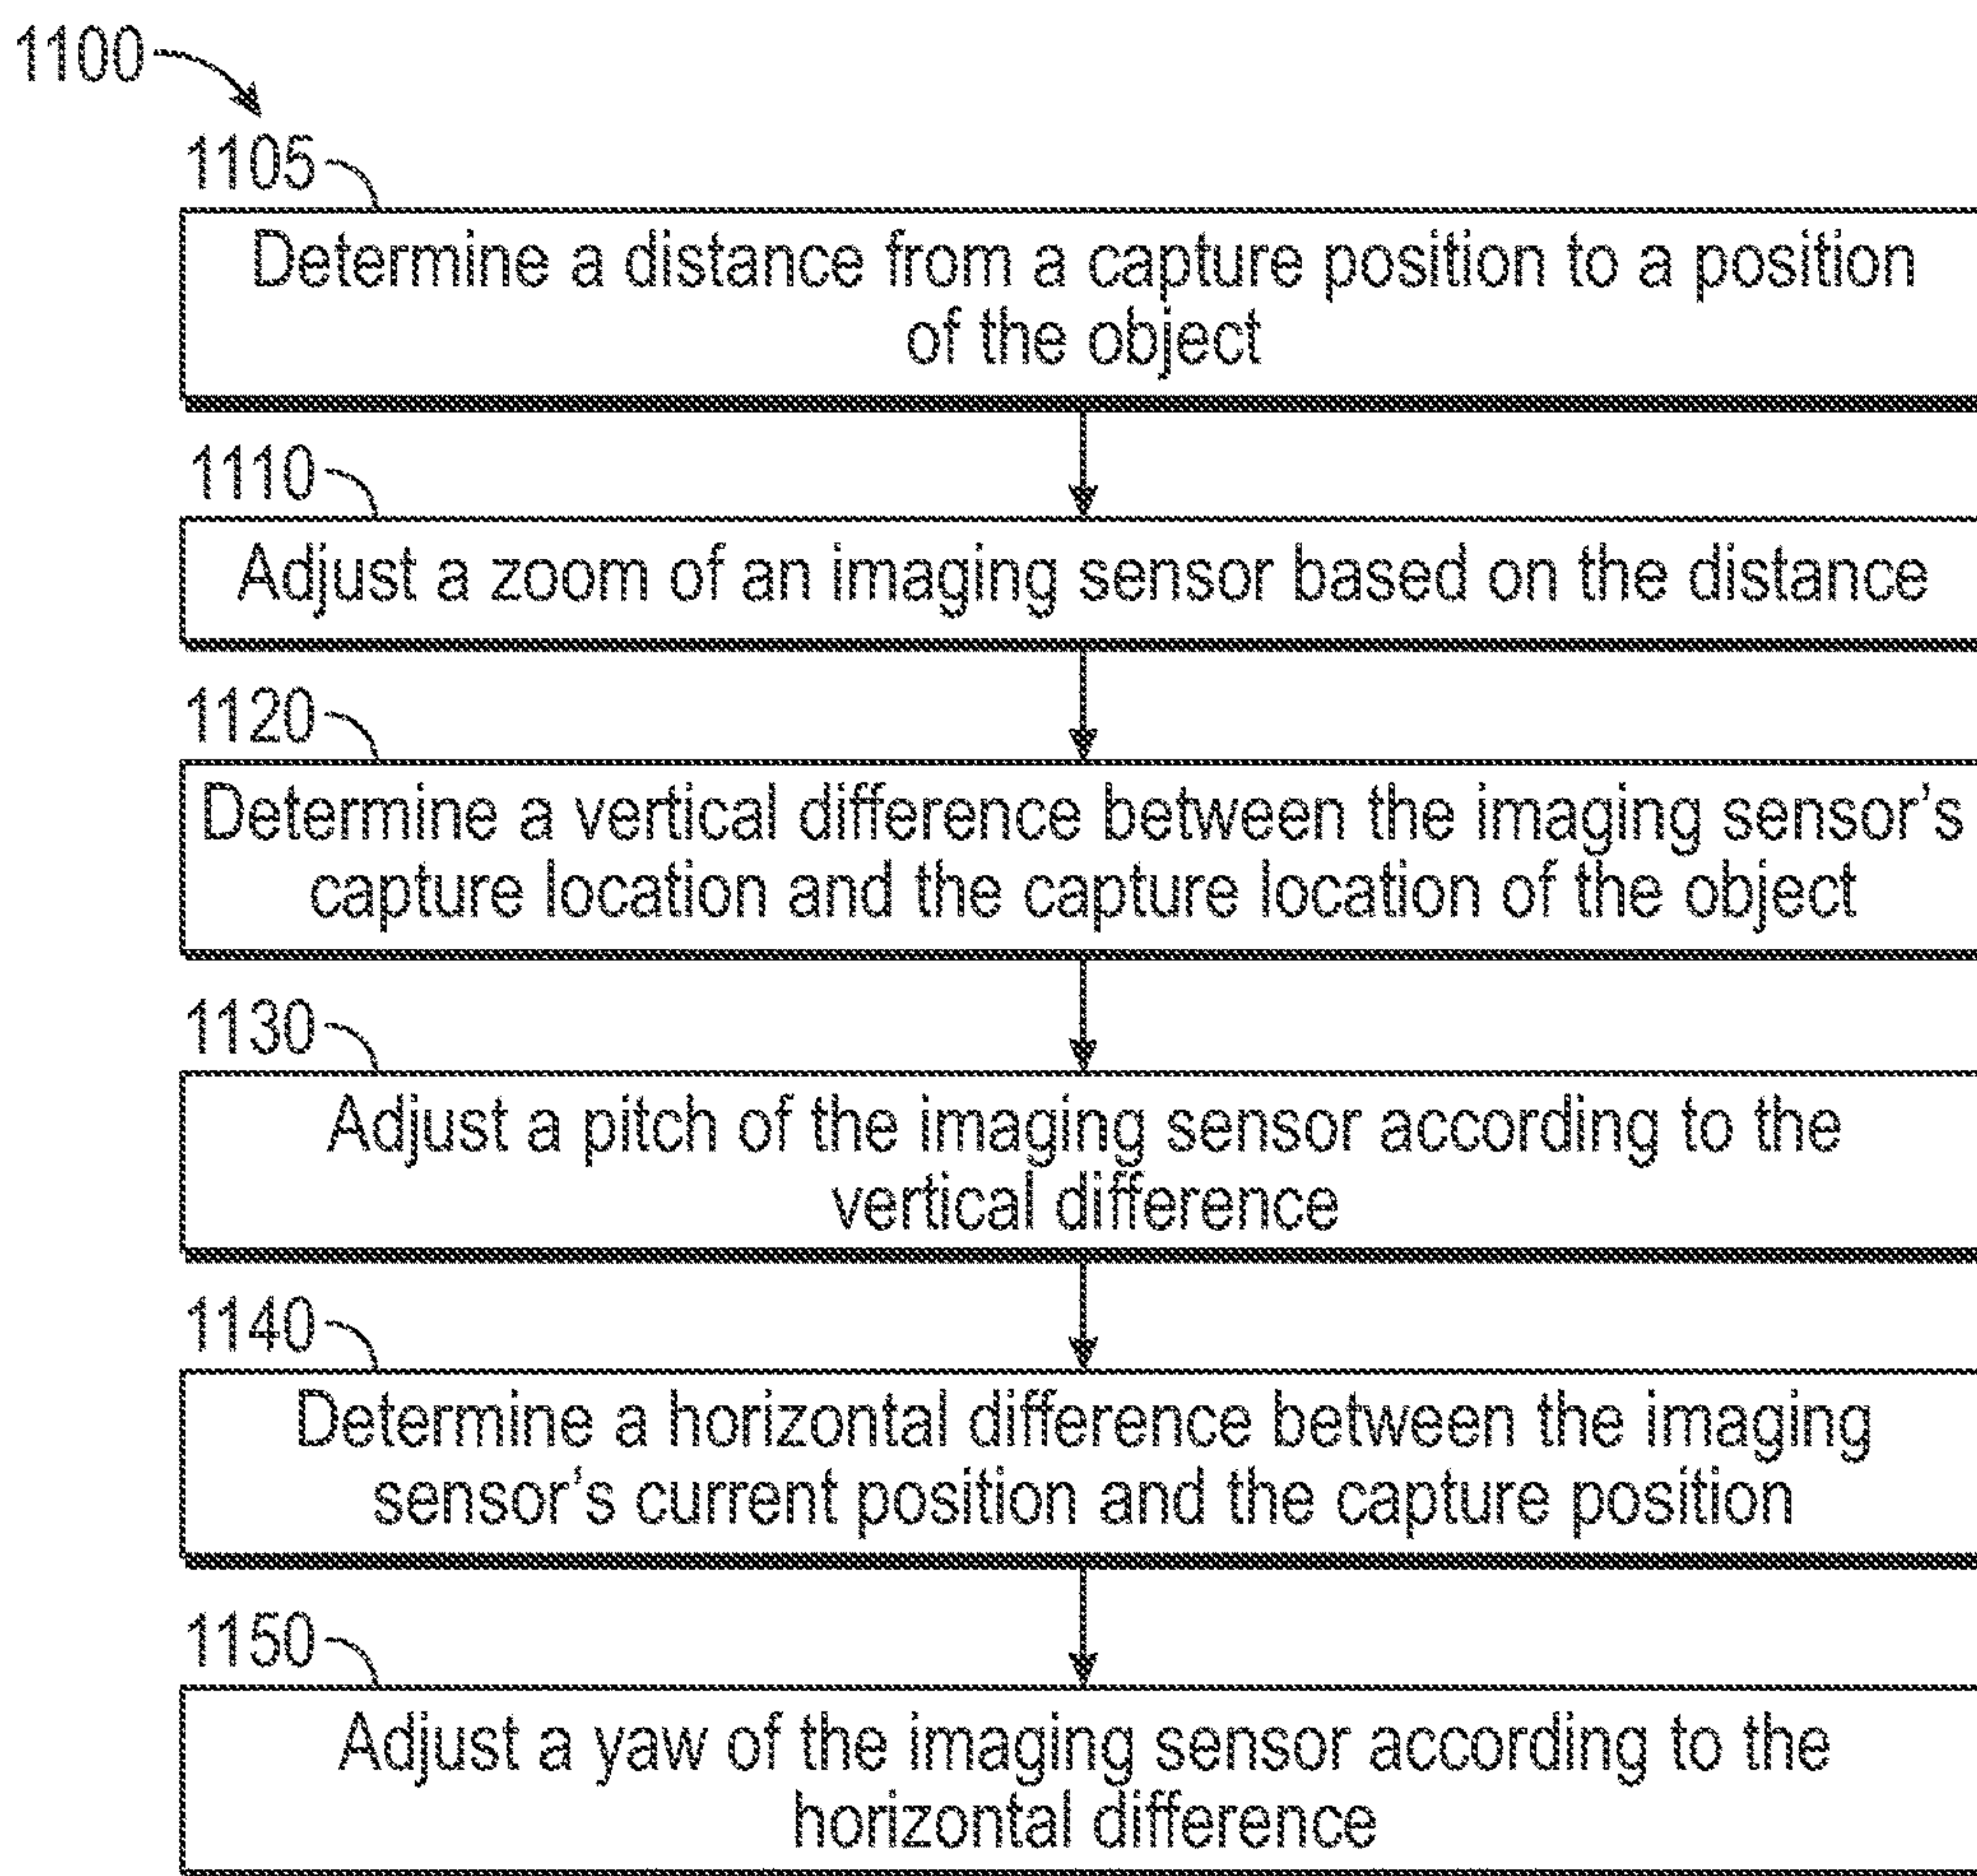 1100
1105
Determine a distance from a capture position to a position
of the object
1110
Adjust a zoom of an imaging sensor based on the distance
1120
Determine a vertical difference between the imaging sensor's
capture location and the capture location of the object
1130
Adjust a pitch of the imaging sensor according to the
vertical difference
1140
Determine a horizontal difference between the imaging
sensor's current position and the capture position
1150
Adjust a yaw of the imaging sensor according to the
horizontal difference